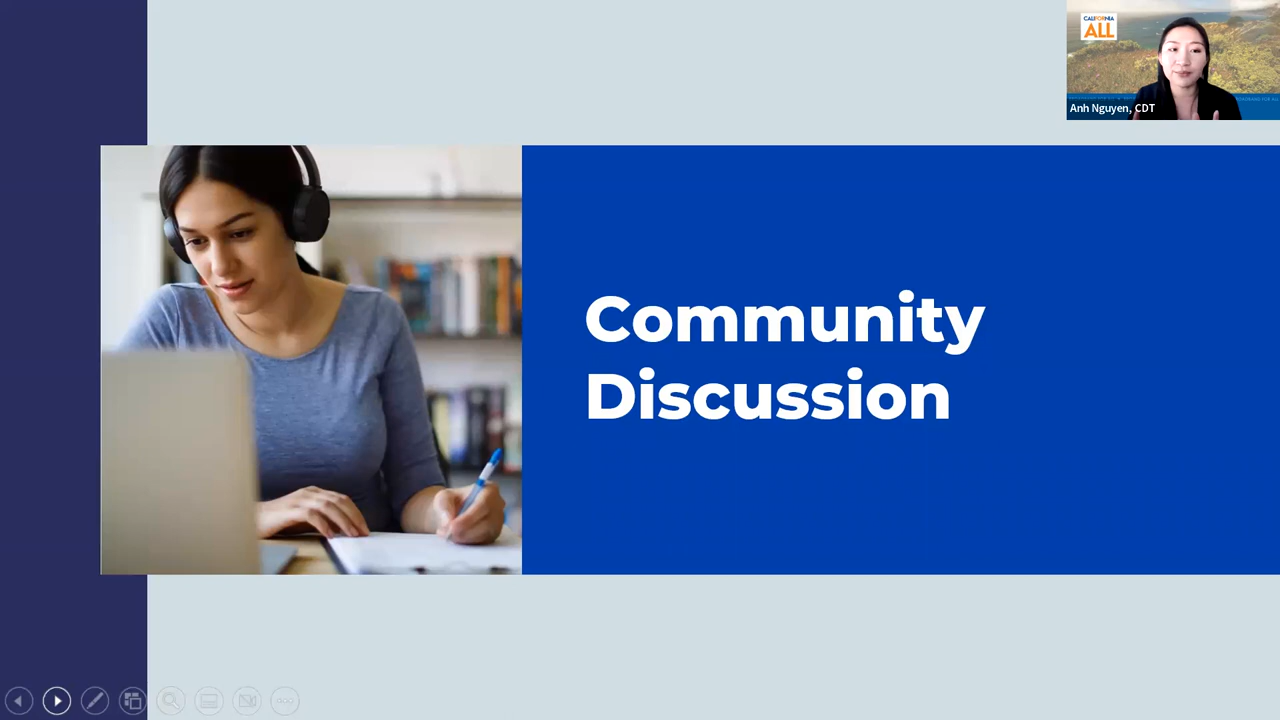 CALIFORNIA
ALL
Anh Nguyen, CDT
Community
Discussion